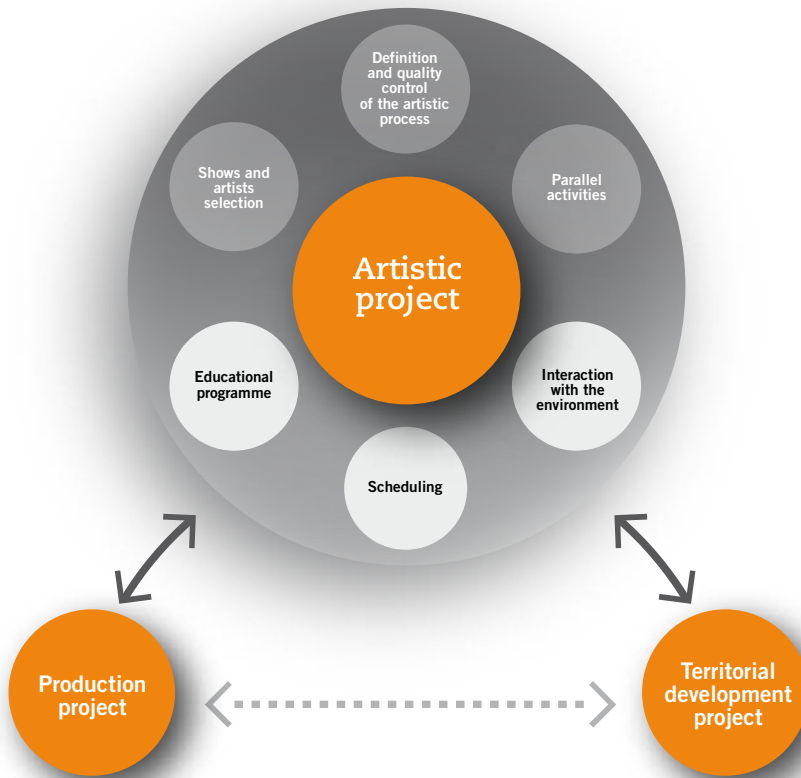 Definition
and quality
control
of the artistic
process
Shows and
artists
selection
Parallel
activities
Artistic
project
Educational
programme
Interaction
with the
environment
Scheduling
Production
project
Territorial
development
project